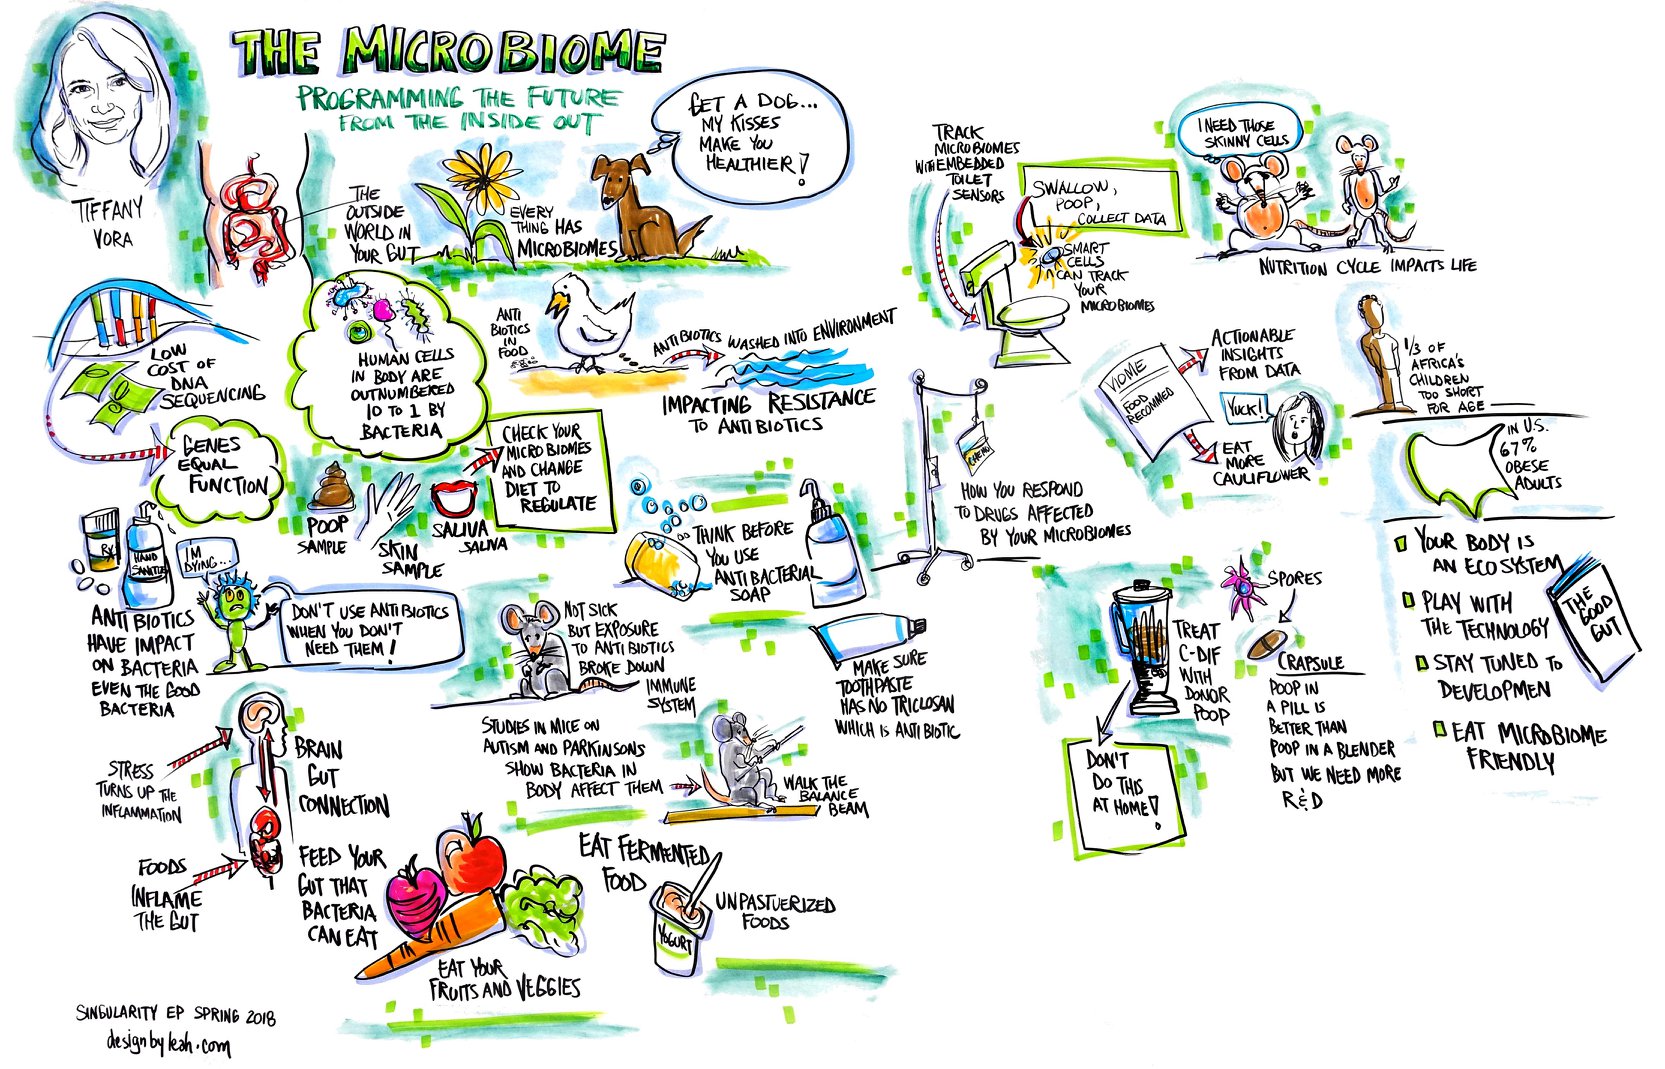 THE MICROBIOME
PROGRAMMING THE FUTURE
FROM THE INSIDE OUT
TIFFANY
VORA
THE
OUTSIDE
WORLD IN
YOUR GUT
EVERY
THING HAS
MICROBIOMES
GET A DOG...
MY KISSES
MAKE YOU
HEALTHIER!
LOW
COST OF
DNA
SEQUENCING
GENES
EQUAL
FUNCTION
HUMAN CELLS
IN BODY ARE
OUTNUMBERED
10 TO 1 BY
BACTERIA
ANTI
BIOTICS
IN
FOOD
ANTIBIOTICS WASHED INTO ENVIRONMENT
IMPACTING RESISTANCE
TO ANTIBIOTICS
POOP
SAMPLE
SKIN
SAMPLE
SALIVA
SALIVA
CHECK YOUR
MICROBIOMES
AND CHANGE
DIET TO
REGULATE
RX
HAND
SANITIZER
I'M
DYING...
ANTIBIOTICS
HAVE IMPACT
ON BACTERIA
EVEN THE GOOD
BACTERIA
DON'T USE ANTIBIOTICS
WHEN YOU DON'T
NEED THEM!
THINK BEFORE
YOU USE
ANTIBACTERIAL
SOAP
NOT SICK
BUT EXPOSURE
TO ANTIBIOTICS
BROKE DOWN
IMMUNE
SYSTEM
MAKE SURE
TOOTHPASTE
HAS NO TRICLOSAN
WHICH IS ANTIBIOTIC
STUDIES IN MICE ON
AUTISM AND PARKINSONS
SHOW BACTERIA IN
BODY AFFECT THEM
WALK THE
BALANCE
BEAM
STRESS
TURNS UP THE
INFLAMMATION
BRAIN
GUT
CONNECTION
FOODS
INFLAME
THE GUT
FEED YOUR
GUT THAT
BACTERIA
CAN EAT
EAT YOUR
FRUITS AND VEGGIES
EAT FERMENTED
FOOD
YOGURT
UNPASTUERIZED
FOODS
TRACK
MICROBIOMES
WITH EMBEDDED
TOILET
SENSORS
SWALLOW,
POOP,
COLLECT DATA
SMART
CELLS
CAN TRACK
YOUR
MICROBIOMES
I NEED THOSE
SKINNY CELLS
NUTRITION CYCLE IMPACTS LIFE
CHEMO
HOW YOU RESPOND
TO DRUGS AFFECTED
BY YOUR MICROBIOMES
VIOME
FOOD
RECOMMED
ACTIONABLE
INSIGHTS
FROM DATA
YUCK!
EAT
MORE
CAULIFLOWER
1/3 OF
AFRICA'S
CHILDREN
TOO SHORT
FOR AGE
IN U.S.
67%
OBESE
ADULTS
TREAT
C-DIF
WITH
DONOR
POOP
DON'T
DO THIS
AT HOME!
SPORES
CRAPSULE
POOP IN
A PILL IS
BETTER THAN
POOP IN A BLENDER
BUT WE NEED MORE
R&D
YOUR BODY IS
AN ECOSYSTEM
PLAY WITH
THE TECHNOLOGY
STAY TUNED TO
DEVELOPMEN
EAT MICROBIOME
FRIENDLY
THE
GOOD
GUT
SINGULARITY EP SPRING 2018
designbyleah.com